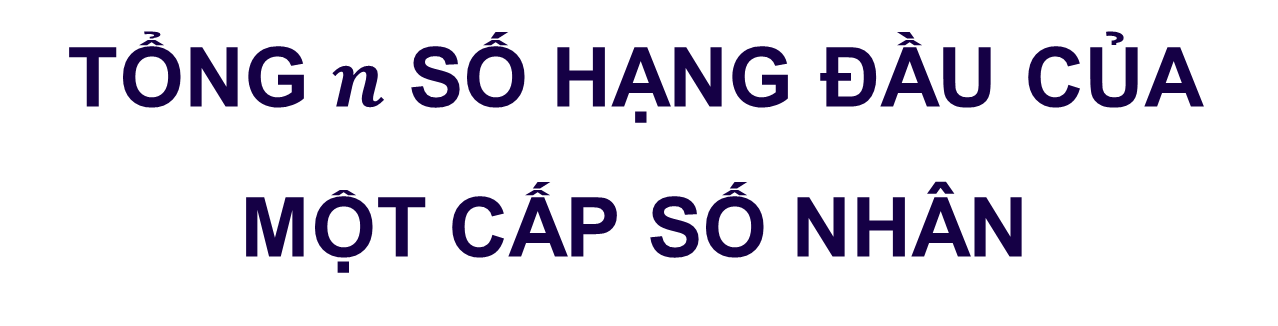 TỔNG n SỐ HẠNG ĐẦU CỦA
MỘT CẤP SỐ NHÂN